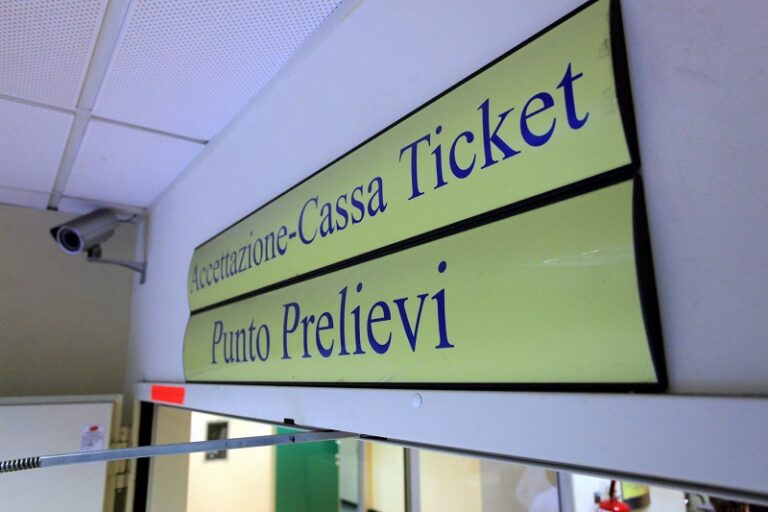 Accettazione-Cassa Ticket
Punto Prelievi